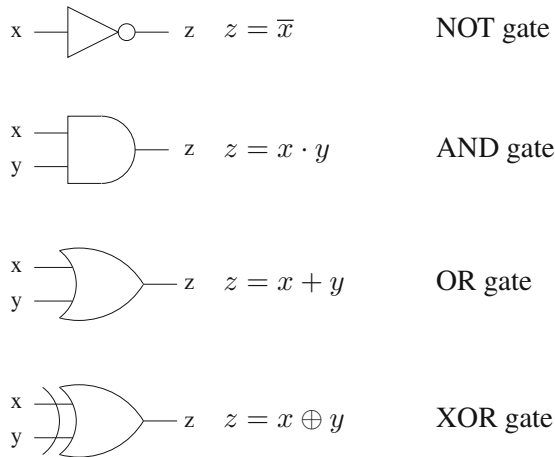 x z z = x̅ NOT gate
x
y z z = x · y AND gate
x
y z z = x + y OR gate
x
y z z = x ⊕ y XOR gate